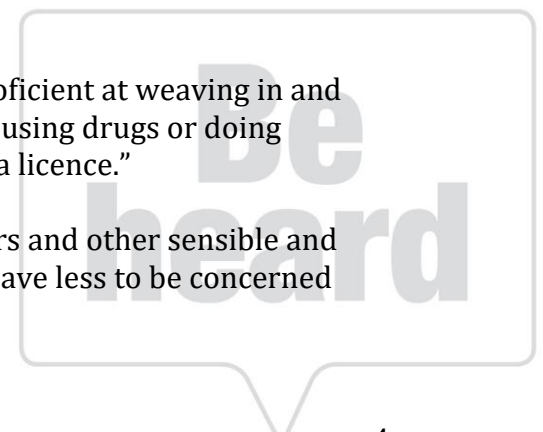 oficient at weaving in and
using drugs or doing
a licence.”
rs and other sensible and
ave less to be concerned
Be
heard